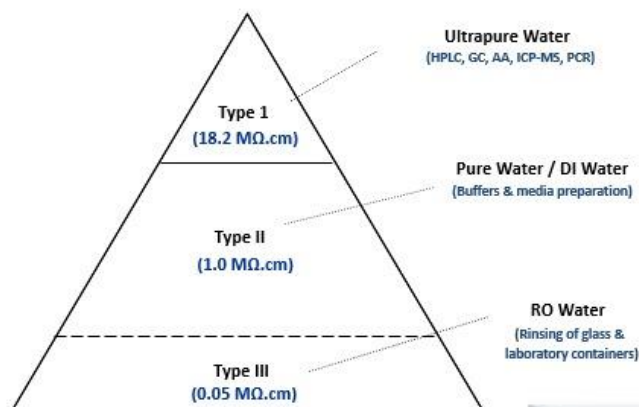 Ultrapure Water
(HPLC, GC, AA, ICP-MS, PCR)
Type 1
(18.2 MΩ.cm)
Pure Water / DI Water
(Buffers & media preparation)
Type II
(1.0 MΩ.cm)
RO Water
(Rinsing of glass &
laboratory containers)
Type III
(0.05 MΩ.cm)